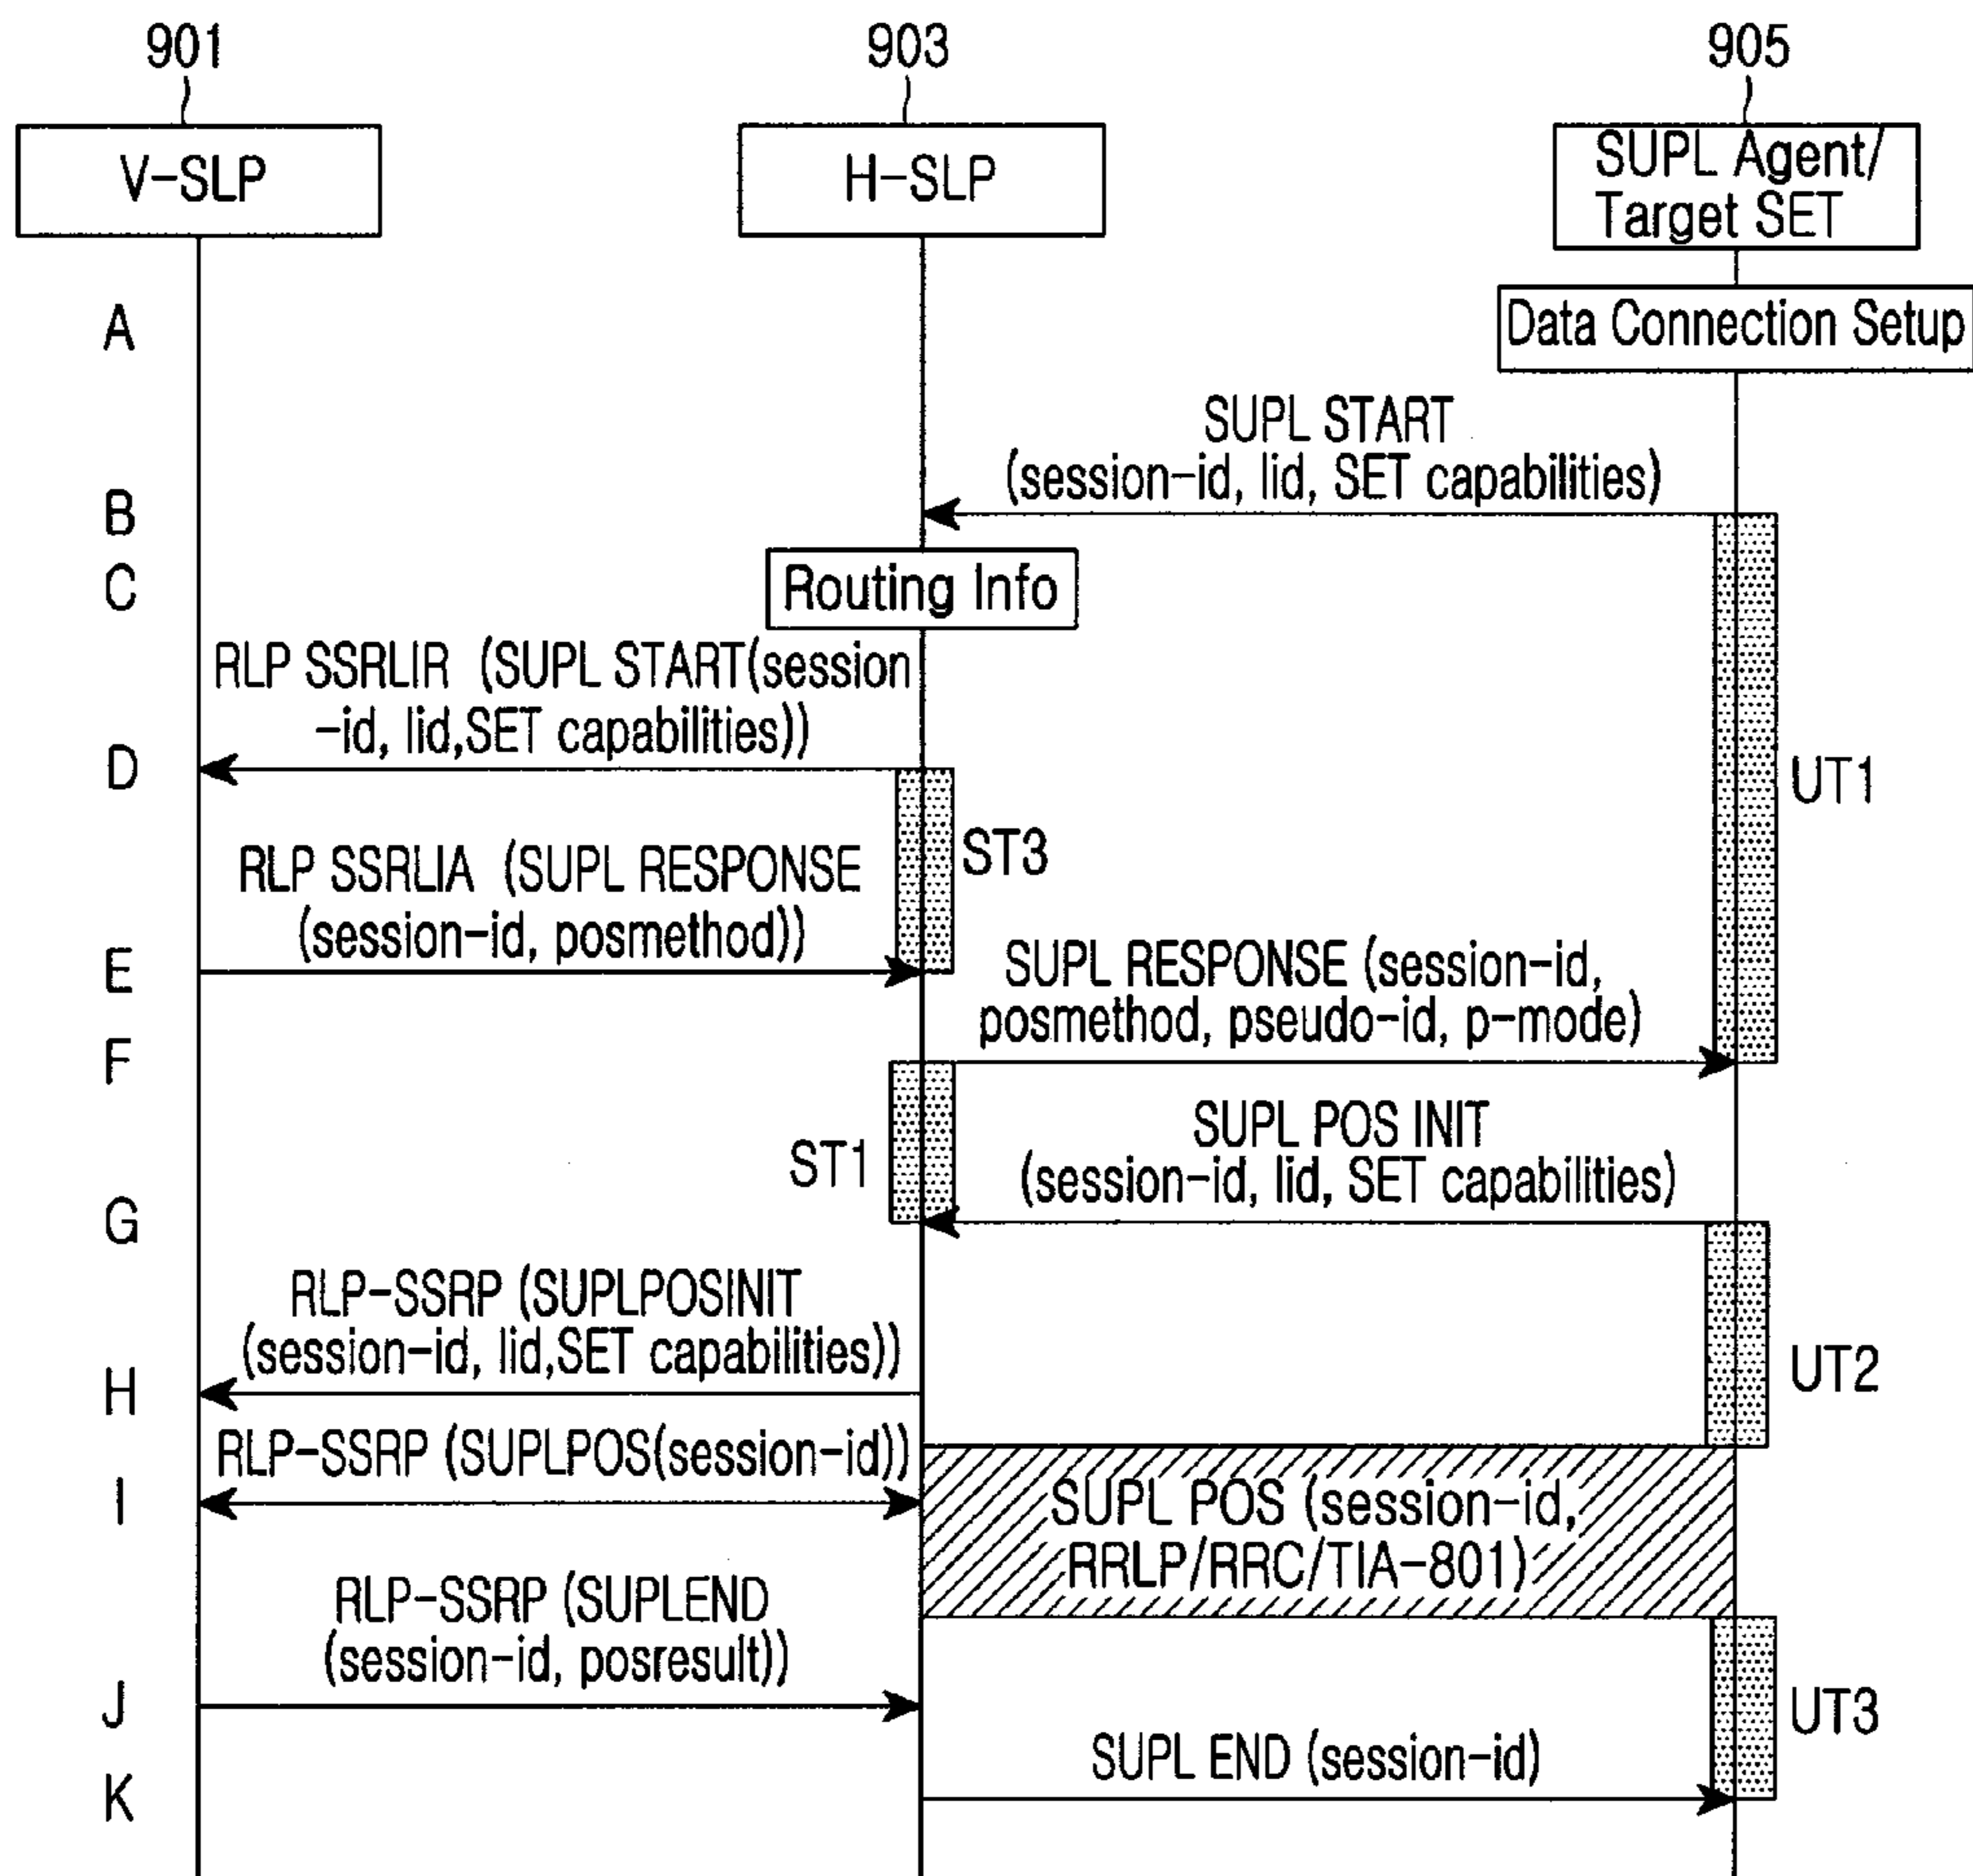 901
903
905
V-SLP
H-SLP
SUPL Agent/
Target SET
A
Data Connection Setup
SUPL START
(session-id, lid, SET capabilities)
B
C
Routing Info
RLP SSRLIR (SUPL START(session
-id, lid,SET capabilities))
D
UT1
ST3
RLP SSRLIA (SUPL RESPONSE
(session-id, posmethod))
E
SUPL RESPONSE (session-id,
posmethod, pseudo-id, p-mode)
F
ST1
SUPL POS INIT
(session-id, lid, SET capabilities)
G
RLP-SSRP (SUPLPOSINIT
(session-id, lid,SET capabilities))
H
UT2
RLP-SSRP (SUPLPOS(session-id))
I
SUPL POS (session-id,
RRLP/RRC/TIA-801)
RLP-SSRP (SUPLEND
(session-id, posresult))
J
UT3
SUPL END (session-id)
K